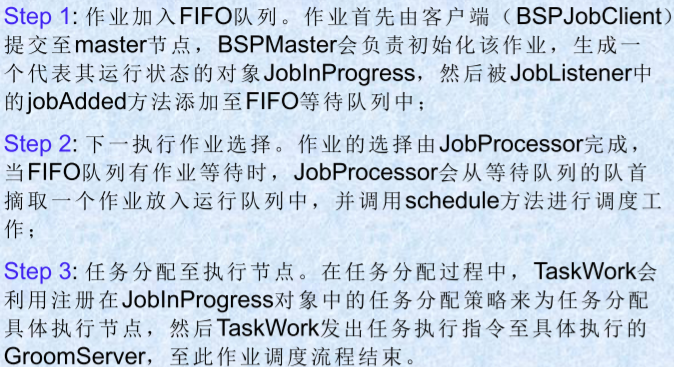 Step 1: 作业加入FIFO队列。作业首先由客户端（BSPJobClient）
提交至master节点，BSPMaster会负责初始化该作业，生成一
个代表其运行状态的对象JobInProgress，然后被JobListener中
的jobAdded方法添加至FIFO等待队列中；
Step 2: 下一执行作业选择。作业的选择由JobProcessor完成，
当FIFO队列有作业等待时，JobProcessor会从等待队列的队首
摘取一个作业放入运行队列中，并调用schedule方法进行调度工
作；
Step 3: 任务分配至执行节点。在任务分配过程中，TaskWork会
利用注册在JobInProgress对象中的任务分配策略来为任务分配
具体执行节点，然后TaskWork发出任务执行指令至具体执行的
GroomServer，至此作业调度流程结束。